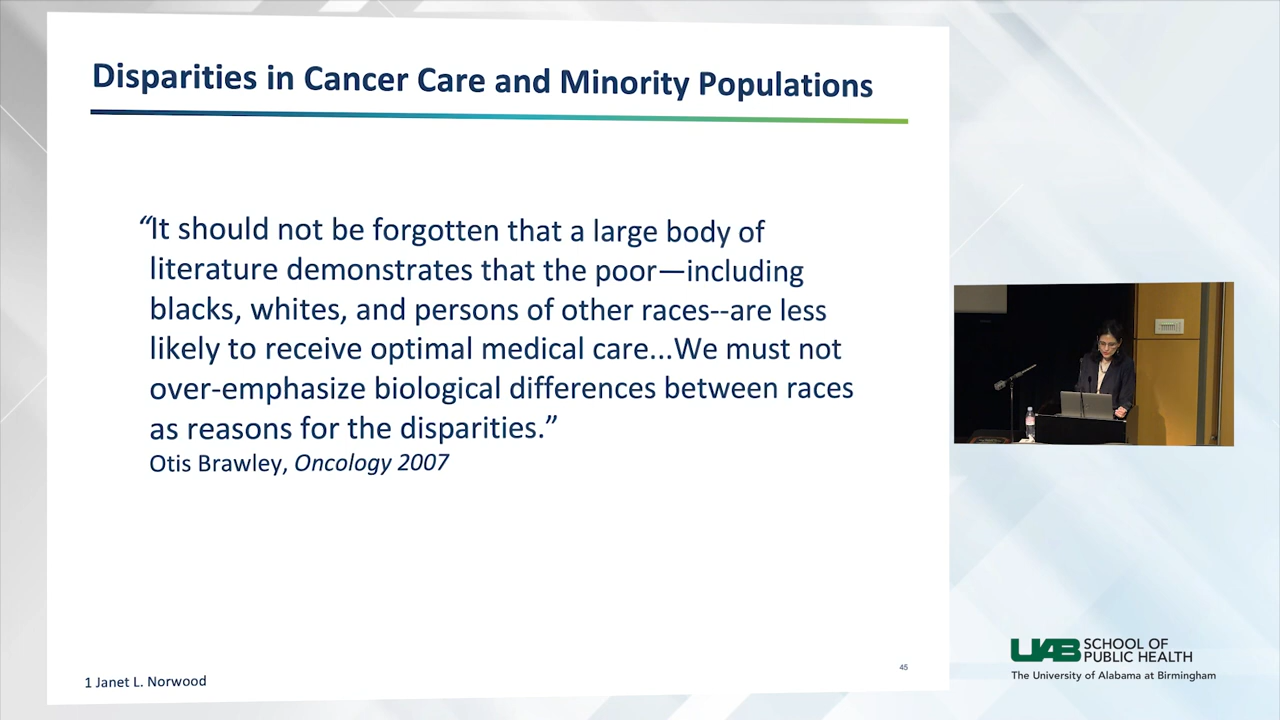 Disparities in Cancer Care and Minority Populations
“It should not be forgotten that a large body of
literature demonstrates that the poor—including
blacks, whites, and persons of other races--are less
likely to receive optimal medical care...We must not
over-emphasize biological differences between races
as reasons for the disparities.”
Otis Brawley, Oncology 2007
45
1 Janet L. Norwood
UAB SCHOOL OF
PUBLIC HEALTH
The University of Alabama at Birmingham